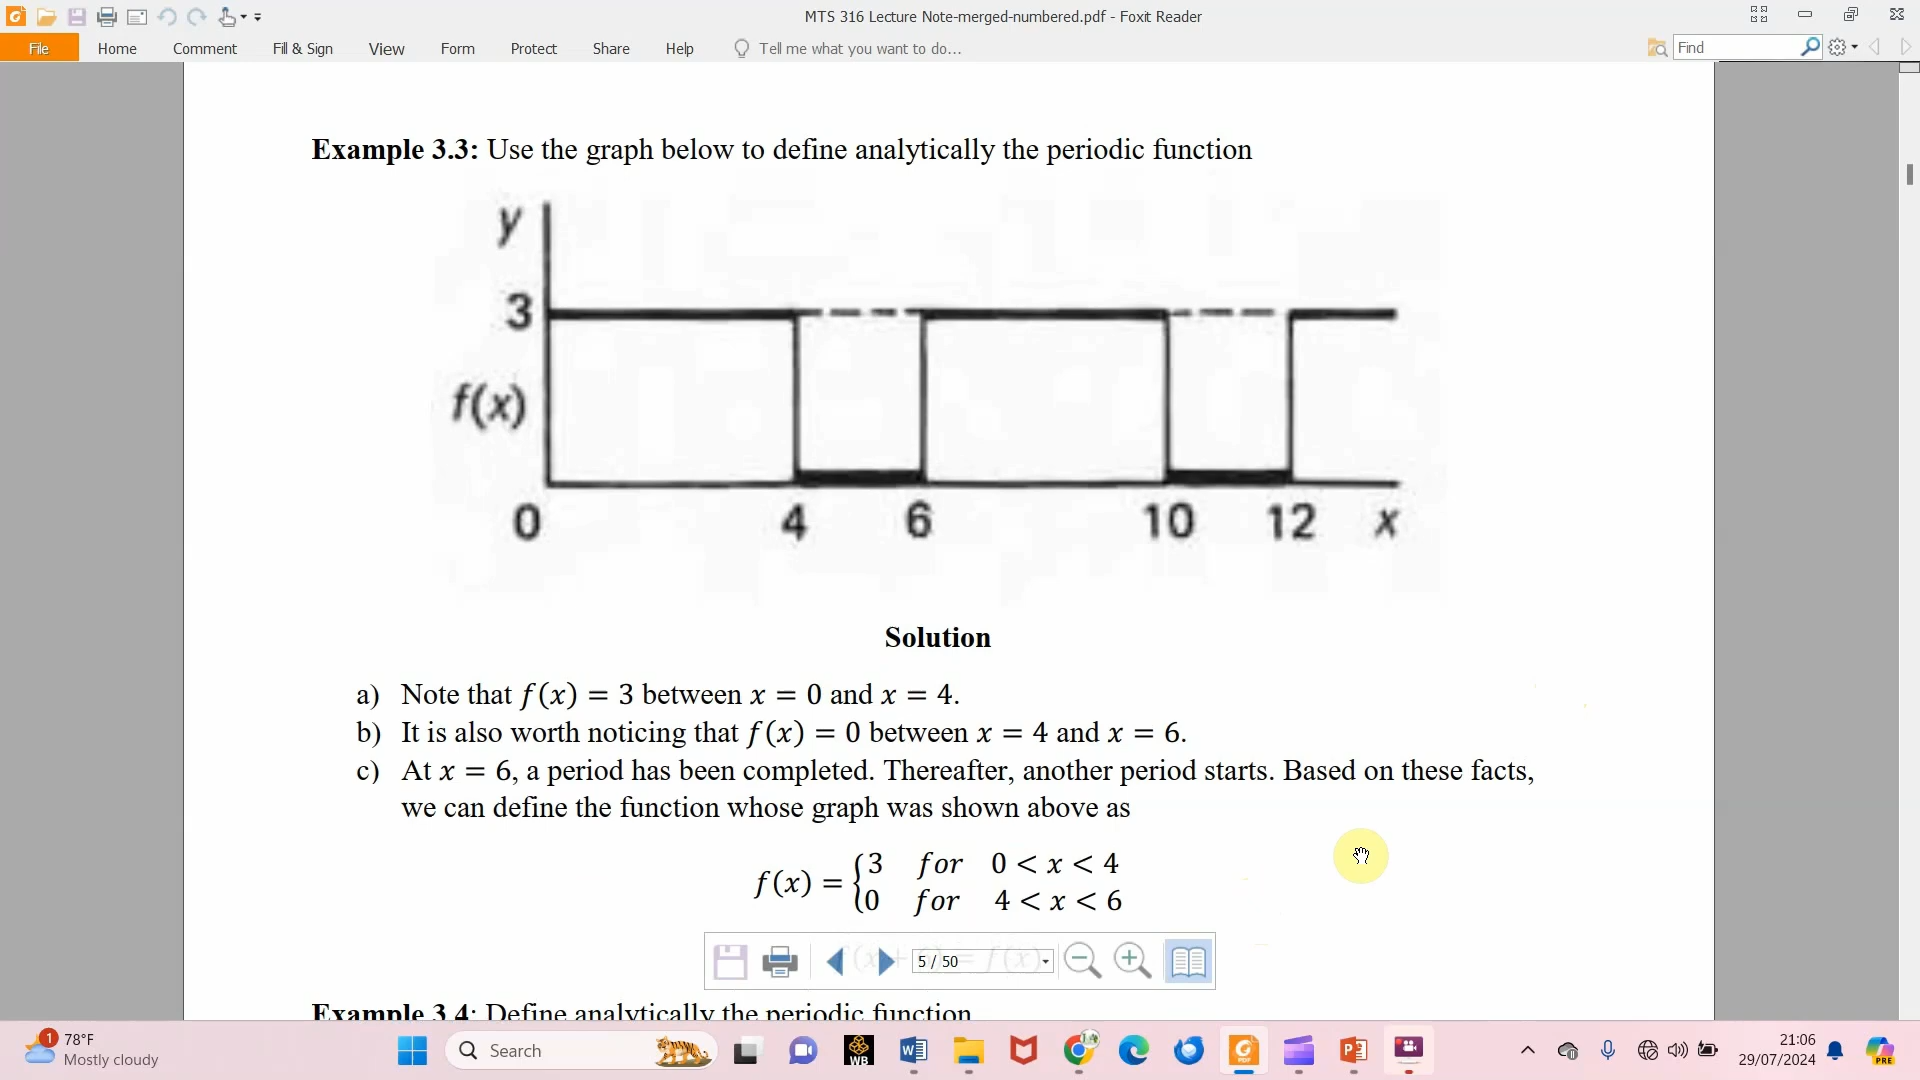 MTS 316 Lecture Note-merged-numbered.pdf - Foxit Reader
File Home Comment Fill & Sign View Form Protect Share Help Tell me what you want to do... Find
Example 3.3: Use the graph below to define analytically the periodic function
y
3
f(x)
0 4 6 10 12 x
Solution
a) Note that f(x) = 3 between x = 0 and x = 4.
b) It is also worth noticing that f(x) = 0 between x = 4 and x = 6.
c) At x = 6, a period has been completed. Thereafter, another period starts. Based on these facts,
we can define the function whose graph was shown above as
f(x) = {3 for 0 < x < 4
0 for 4 < x < 6
5 / 50
Example 3.4: Define analytically the periodic function
1
78°F
Mostly cloudy
Search
WB
21:06
29/07/2024
PRE